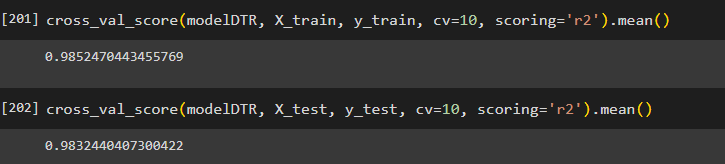 [201] cross_val_score(modelDTR, X_train, y_train, cv=10, scoring='r2').mean()
0.9852470443455769
[202] cross_val_score(modelDTR, X_test, y_test, cv=10, scoring='r2').mean()
0.9832440407300422